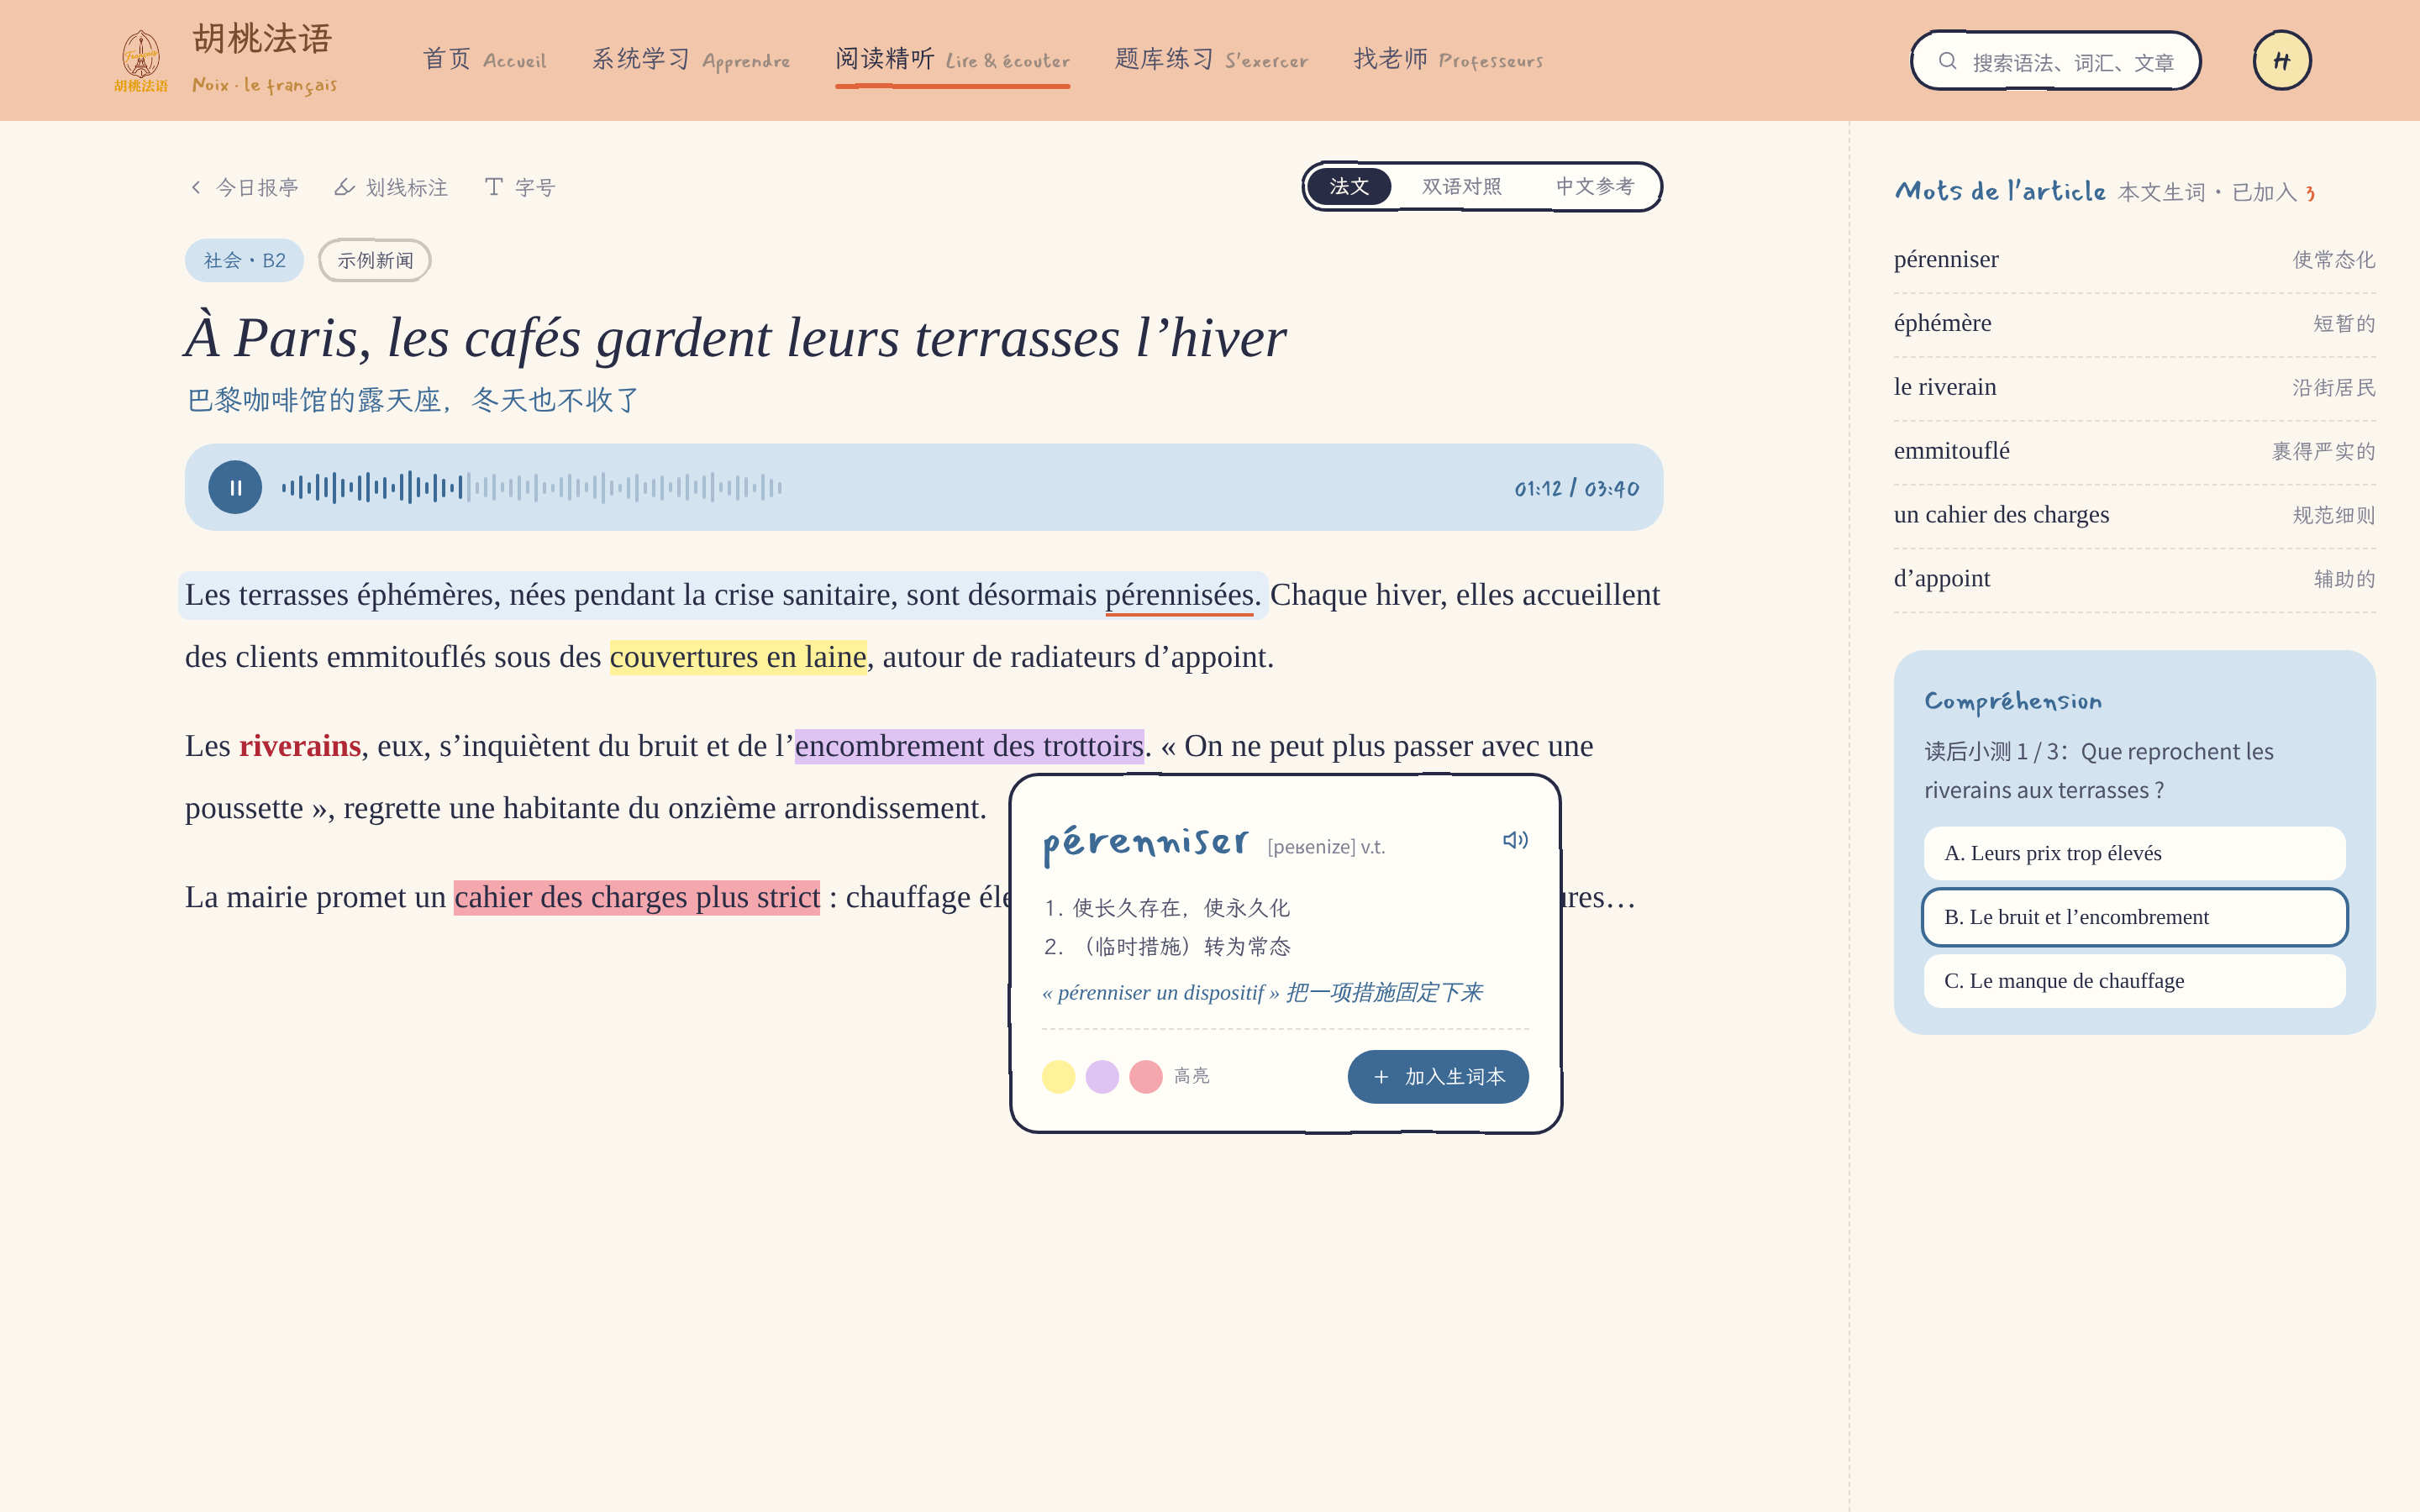 Français
胡桃法语
胡桃法语
Noix · le français
首页 Accueil
系统学习 Apprendre
阅读精听 Lire & écouter
题库练习 S'exercer
找老师 Professeurs
搜索语法、词汇、文章
H
今日报亭
划线标注
字号
法文
双语对照
中文参考
社会 · B2
示例新闻
À Paris, les cafés gardent leurs terrasses l’hiver
巴黎咖啡馆的露天座，冬天也不收了
01:12 / 03:40
Les terrasses éphémères, nées pendant la crise sanitaire, sont désormais pérennisées. Chaque hiver, elles accueillent
des clients emmitouflés sous des couvertures en laine, autour de radiateurs d’appoint.
Les riverains, eux, s’inquiètent du bruit et de l’encombrement des trottoirs. « On ne peut plus passer avec une
poussette », regrette une habitante du onzième arrondissement.
La mairie promet un cahier des charges plus strict : chauffage
pérenniser [peʁenize] v.t.
1. 使长久存在，使永久化
2. （临时措施）转为常态
« pérenniser un dispositif » 把一项措施固定下来
高亮
+ 加入生词本
Mots de l'article 本文生词 · 已加入 3
pérenniser 使常态化
éphémère 短暂的
le riverain 沿街居民
emmitouflé 裹得严实的
un cahier des charges 规范细则
d’appoint 辅助的
Compréhension
读后小测 1 / 3：Que reprochent les
riverains aux terrasses ?
A. Leurs prix trop élevés
B. Le bruit et l’encombrement
C. Le manque de chauffage